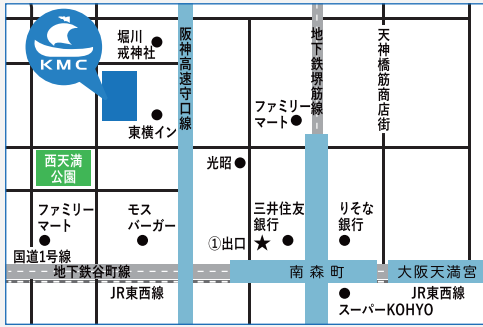 KMC
堀川
戎神社
阪神高速守口線
地下鉄堺筋線
天神橋筋商店街
東横イン
ファミリー
マート
光昭
西天満
公園
ファミリー
マート
モス
バーガー
三井住友
銀行
りそな
銀行
①出口
国道1号線
地下鉄谷町線
南森町
大阪天満宮
JR東西線
JR東西線
スーパーKOHYO